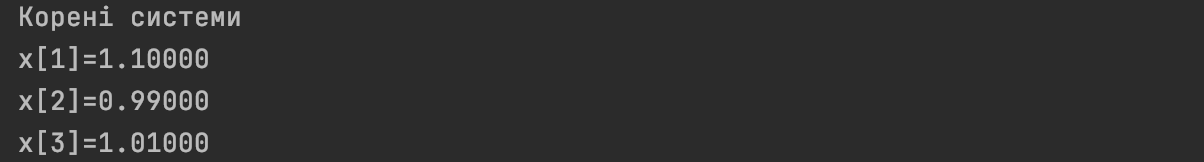 Корені системи
x[1]=1.10000
x[2]=0.99000
x[3]=1.01000